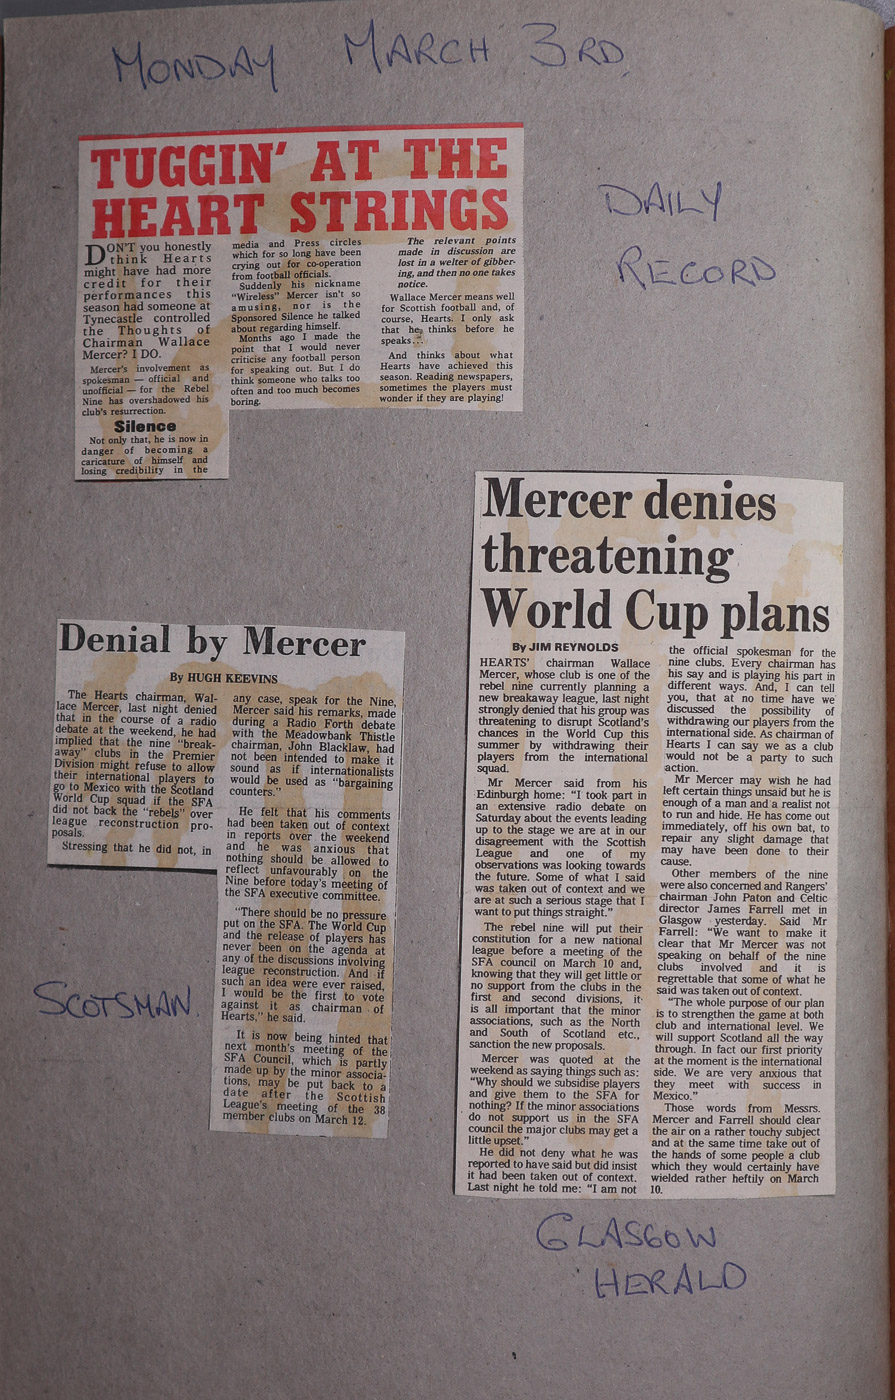 MONDAY MARCH 3RD
TUGGIN' AT THE
HEART STRINGS
DAILY
RECORD
DON'T you honestly
think Hearts
might have had more
credit for their
performances this
season had someone at
Tynecastle controlled
the Thoughts of
Chairman Wallace
Mercer? I DO.
Mercer's involvement as
spokesman — official and
unofficial — for the Rebel
Nine has overshadowed his
club's resurrection.
Silence
Not only that, he is now in
danger of becoming a
caricature of himself and
losing credibility in the
media and Press circles
which for so long have been
crying out for co-operation
from football officials.
Suddenly his nickname
"Wireless" Mercer isn't so
amusing, nor is the
Sponsored Silence he talked
about regarding himself.
Months ago I made the
point that I would never
criticise any football person
for speaking out. But I do
think someone who talks too
often and too much becomes
boring.
The relevant points
made in discussion are
lost in a welter of gibber-
ing, and then no one takes
notice.
Wallace Mercer means well
for Scottish football and, of
course, Hearts. I only ask
that he thinks before he
speaks...
And thinks about what
Hearts have achieved this
season. Reading newspapers,
sometimes the players must
wonder if they are playing!
Mercer denies
threatening
World Cup plans
By JIM REYNOLDS
HEARTS' chairman Wallace
Mercer, whose club is one of the
rebel nine currently planning a
new breakaway league, last night
strongly denied that his group was
threatening to disrupt Scotland's
chances in the World Cup this
summer by withdrawing their
players from the international
squad.
Mr Mercer said from his
Edinburgh home: "I took part in
an extensive radio debate on
Saturday about the events leading
up to the stage we are at in our
disagreement with the Scottish
League and one of my
observations was looking towards
the future. Some of what I said
was taken out of context and we
are at such a serious stage that I
want to put things straight."
The rebel nine will put their
constitution for a new national
league before a meeting of the
SFA council on March 10 and,
knowing that they will get little or
no support from the clubs in the
first and second divisions, it
is all important that the minor
associations, such as the North
and South of Scotland etc.,
sanction the new proposals.
Mercer was quoted at the
weekend as saying things such as:
"Why should we subsidise players
and give them to the SFA for
nothing? If the minor associations
do not support us in the SFA
council the major clubs may get a
little upset."
He did not deny what he was
reported to have said but did insist
it had been taken out of context.
Last night he told me: "I am not
the official spokesman for the
nine clubs. Every chairman has
his say and is playing his part in
different ways. And, I can tell
you, that at no time have we
discussed the possibility of
withdrawing our players from the
international side. As chairman of
Hearts I can say we as a club
would not be a party to such
action.
Mr Mercer may wish he had
left certain things unsaid but he is
enough of a man and a realist not
to run and hide. He has come out
immediately, off his own bat, to
repair any slight damage that
may have been done to their
cause.
Other members of the nine
were also concerned and Rangers'
chairman John Paton and Celtic
director James Farrell met in
Glasgow yesterday. Said Mr
Farrell: "We want to make it
clear that Mr Mercer was not
speaking on behalf of the nine
clubs involved and it is
regrettable that some of what he
said was taken out of context.
"The whole purpose of our plan
is to strengthen the game at both
club and international level. We
will support Scotland all the way
through. In fact our first priority
at the moment is the international
side. We are very anxious that
they meet with success in
Mexico."
Those words from Messrs.
Mercer and Farrell should clear
the air on a rather touchy subject
and at the same time take out of
the hands of some people a club
which they would certainly have
wielded rather heftily on March
10.
Denial by Mercer
By HUGH KEEVINS
The Hearts chairman, Wal-
lace Mercer, last night denied
that in the course of a radio
debate at the weekend, he had
implied that the nine "break-
away" clubs in the Premier
Division might refuse to allow
their international players to
go to Mexico with the Scotland
World Cup squad if the SFA
did not back the "rebels" over
league reconstruction pro-
posals.
Stressing that he did not, in
any case, speak for the Nine,
Mercer said his remarks, made
during a Radio Forth debate
with the Meadowbank Thistle
chairman, John Blacklaw, had
not been intended to make it
sound as if internationalists
would be used as "bargaining
counters."
He felt that his comments
had been taken out of context
in reports over the weekend
and he was anxious that
nothing should be allowed to
reflect unfavourably on the
Nine before today's meeting of
the SFA executive committee.
"There should be no pressure
put on the SFA. The World Cup
and the release of players has
never been on the agenda at
any of the discussions involving
league reconstruction. And if
such an idea were ever raised,
I would be the first to vote
against it as chairman of
Hearts," he said.
It is now being hinted that
next month's meeting of the
SFA Council, which is partly
made up by the minor associa-
tions, may be put back to a
date after the Scottish
League's meeting of the 38
member clubs on March 12.
SCOTSMAN.
GLASGOW
HERALD